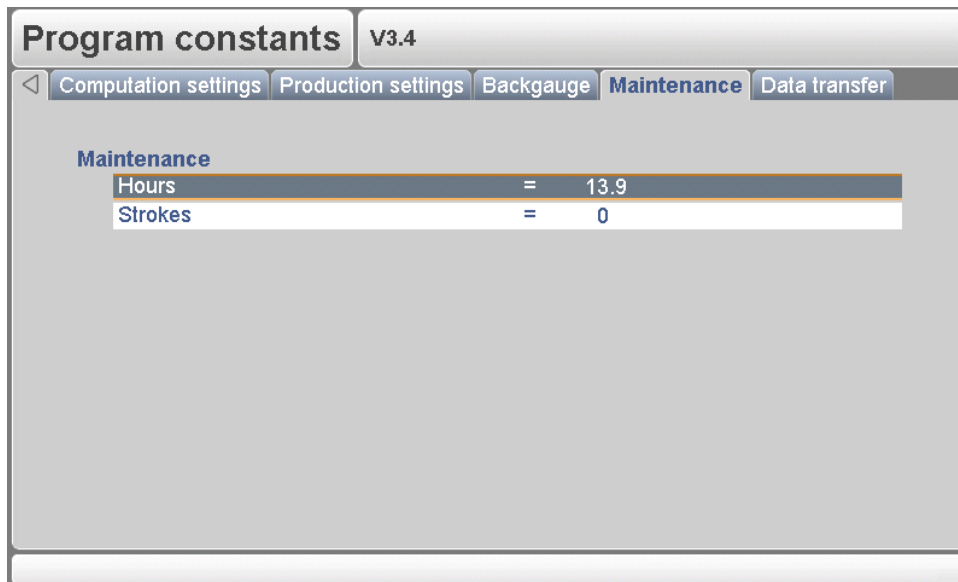 Program constants V3.4
Computation settings Production settings Backgauge Maintenance Data transfer
Maintenance
Hours = 13.9
Strokes = 0